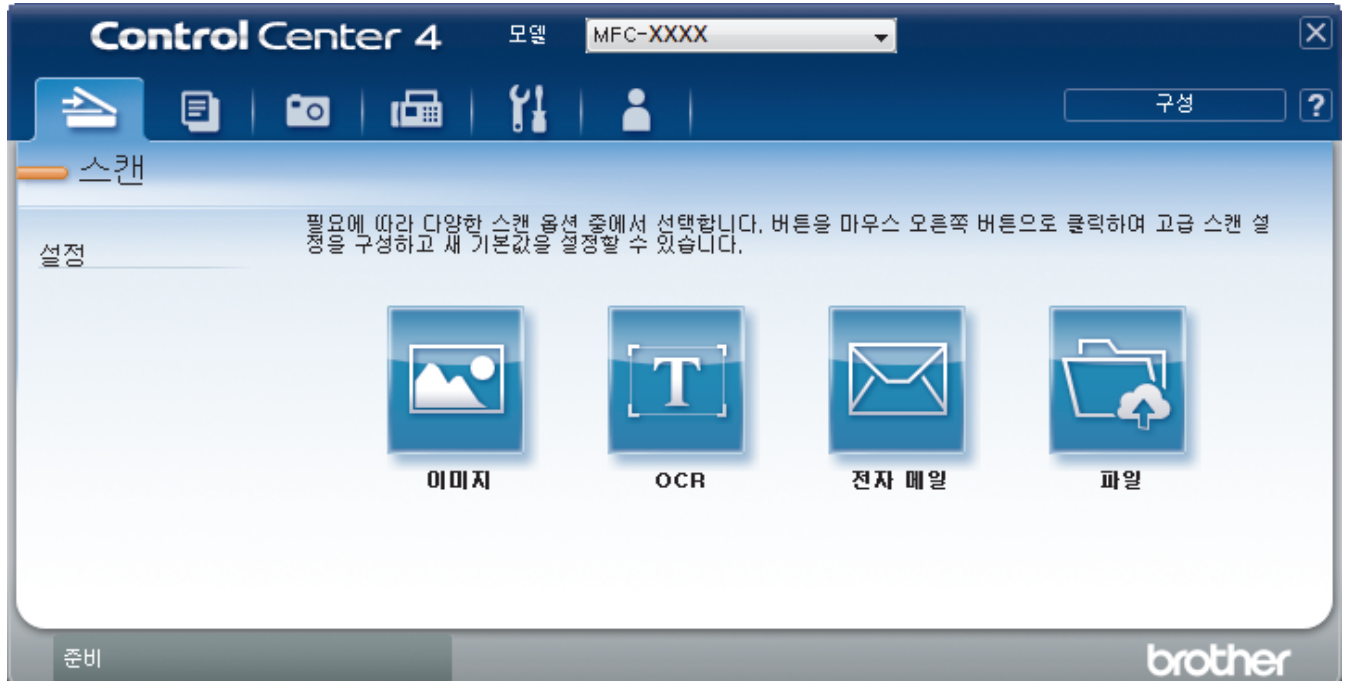 Control Center 4
모델
MFC-XXXX
구성
?
스캔
설정
필요에 따라 다양한 스캔 옵션 중에서 선택합니다. 버튼을 마우스 오른쪽 버튼으로 클릭하여 고급 스캔 설
정을 구성하고 새 기본값을 설정할 수 있습니다.
T
이미지
OCR
전자 메일
파일
준비
brother